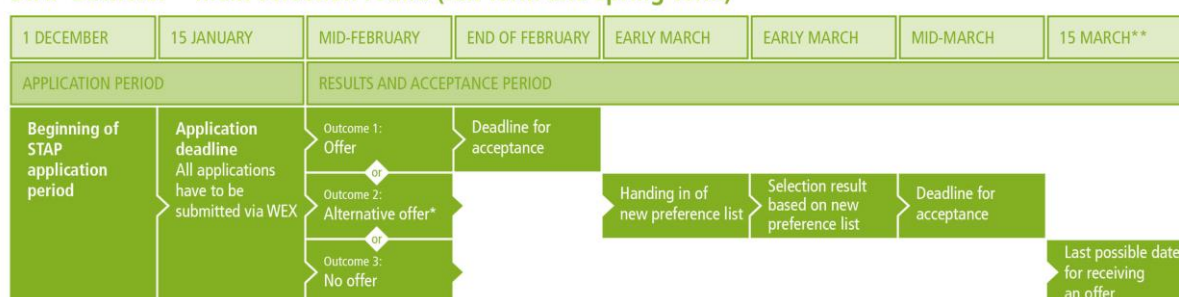 1 DECEMBER
15 JANUARY
MID-FEBRUARY
END OF FEBRUARY
EARLY MARCH
EARLY MARCH
MID-MARCH
15 MARCH**
APPLICATION PERIOD
RESULTS AND ACCEPTANCE PERIOD
Beginning of
STAP
application
period
Application
deadline
All applications
have to be
submitted via WEX
Outcome 1:
Offer
or
Outcome 2:
Alternative offer*
or
Outcome 3:
No offer
Deadline for
acceptance
Handing in of
new preference list
Selection result
based on new
preference list
Deadline for
acceptance
Last possible date
for receiving
an offer